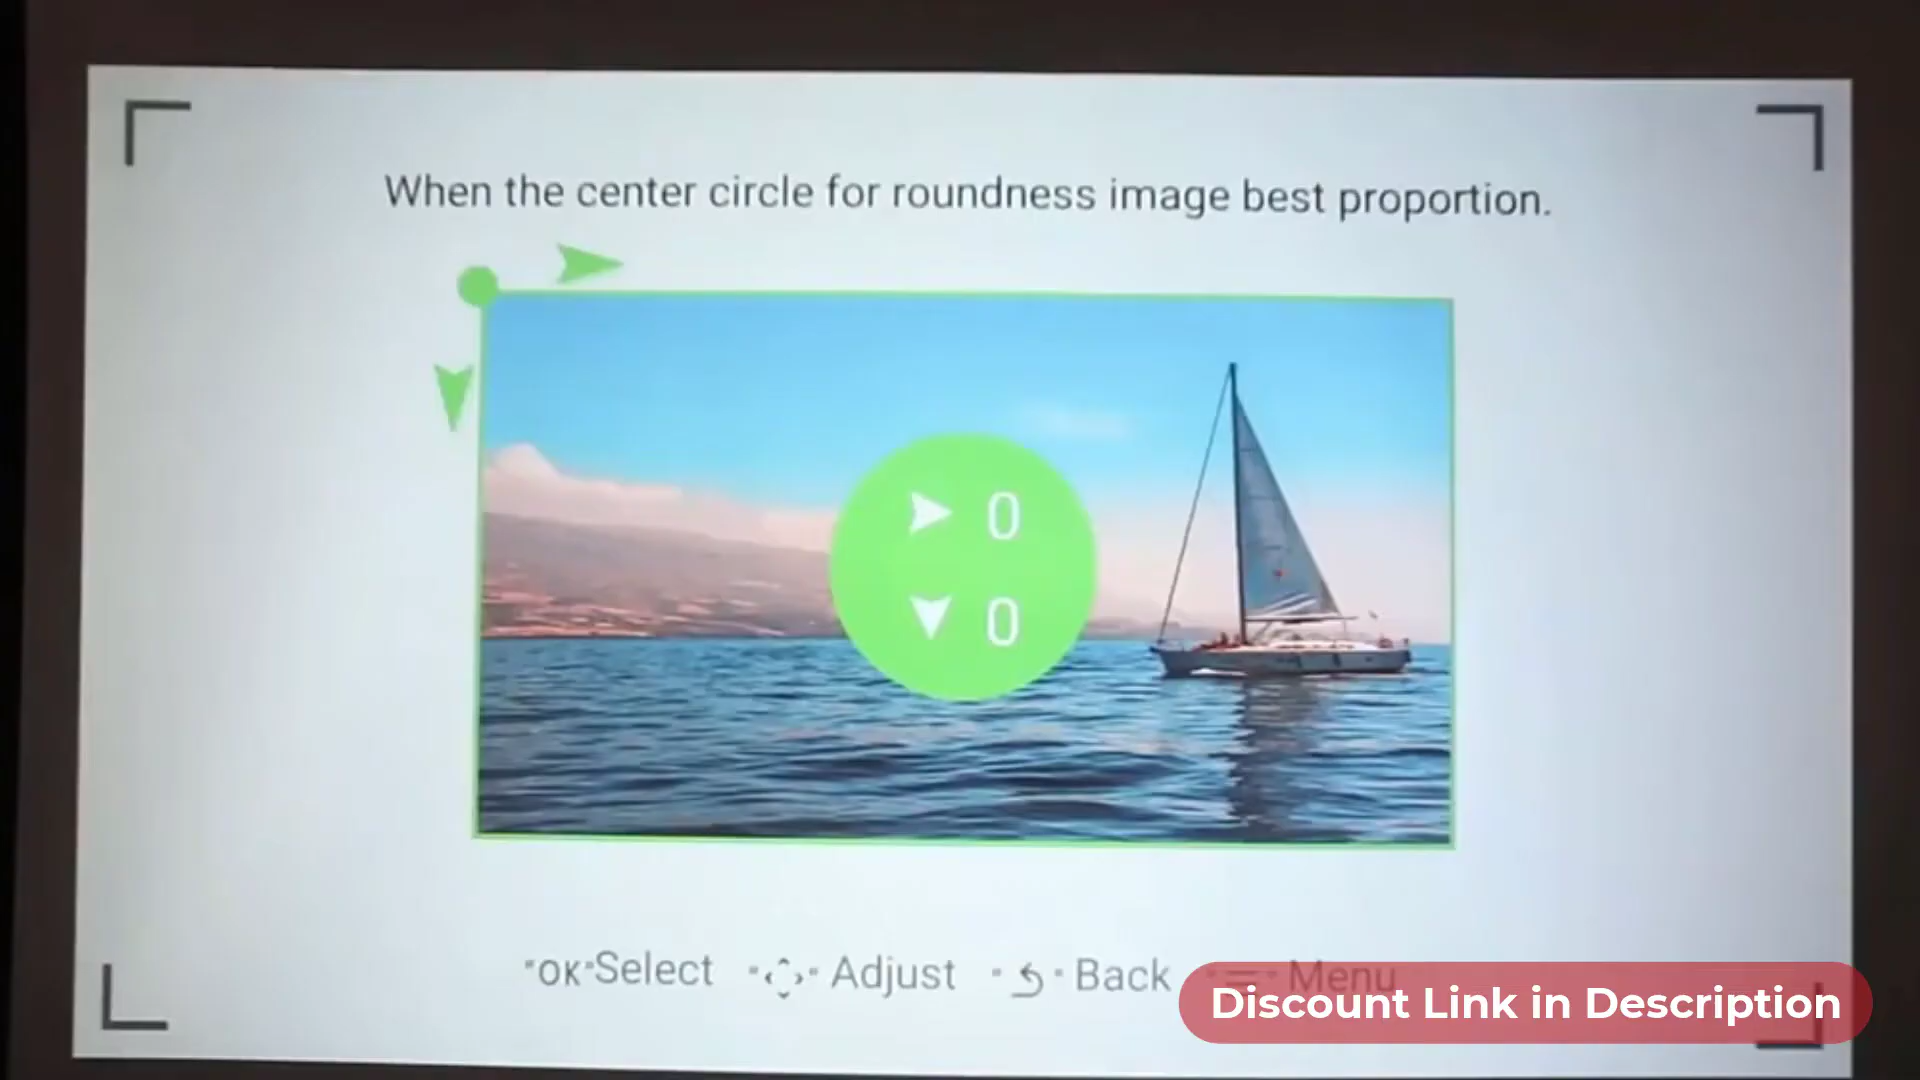 When the center circle for roundness image best proportion.
0
0
"OK"Select Adjust Back Menu
Discount Link in Description